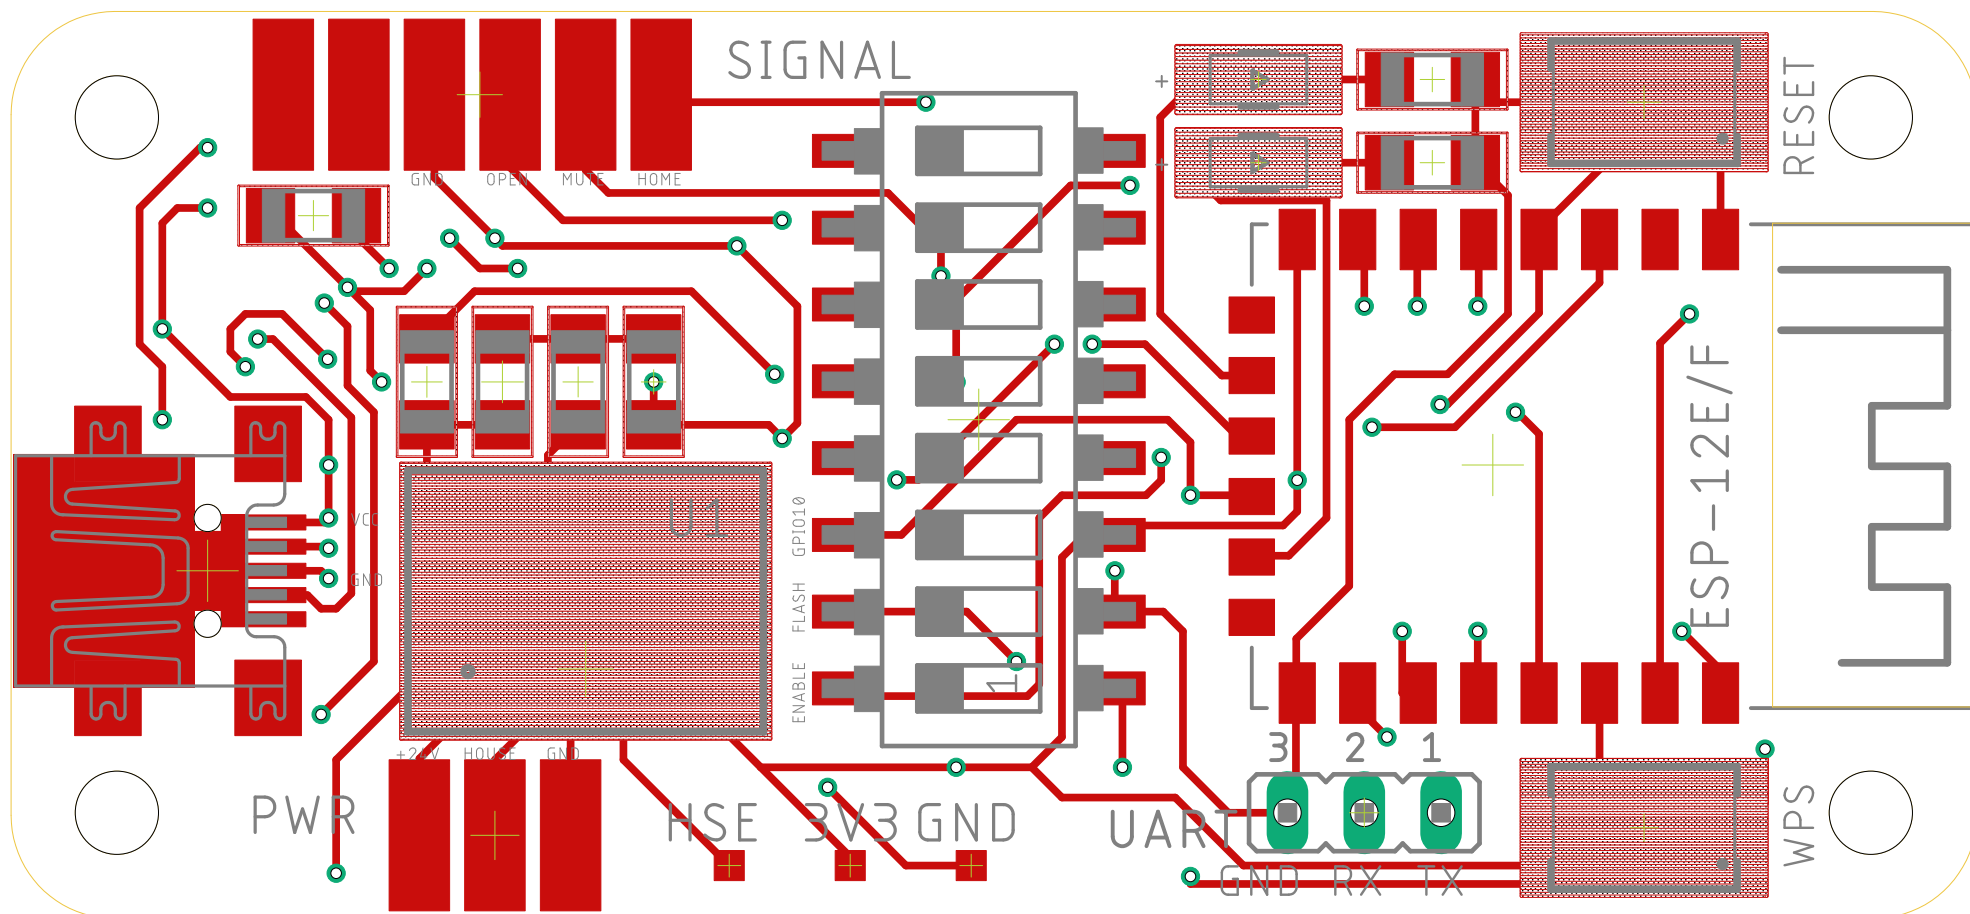 SIGNAL
+
+
RESET
GND OPEN MUTE HOME
ESP-12E/F
U1
VCC
GND
GPIO10
FLASH
ENABLE
1
+24V HOUSE GND
3 2 1
PWR
HSE 3V3 GND
UART
WPS
GND RX TX